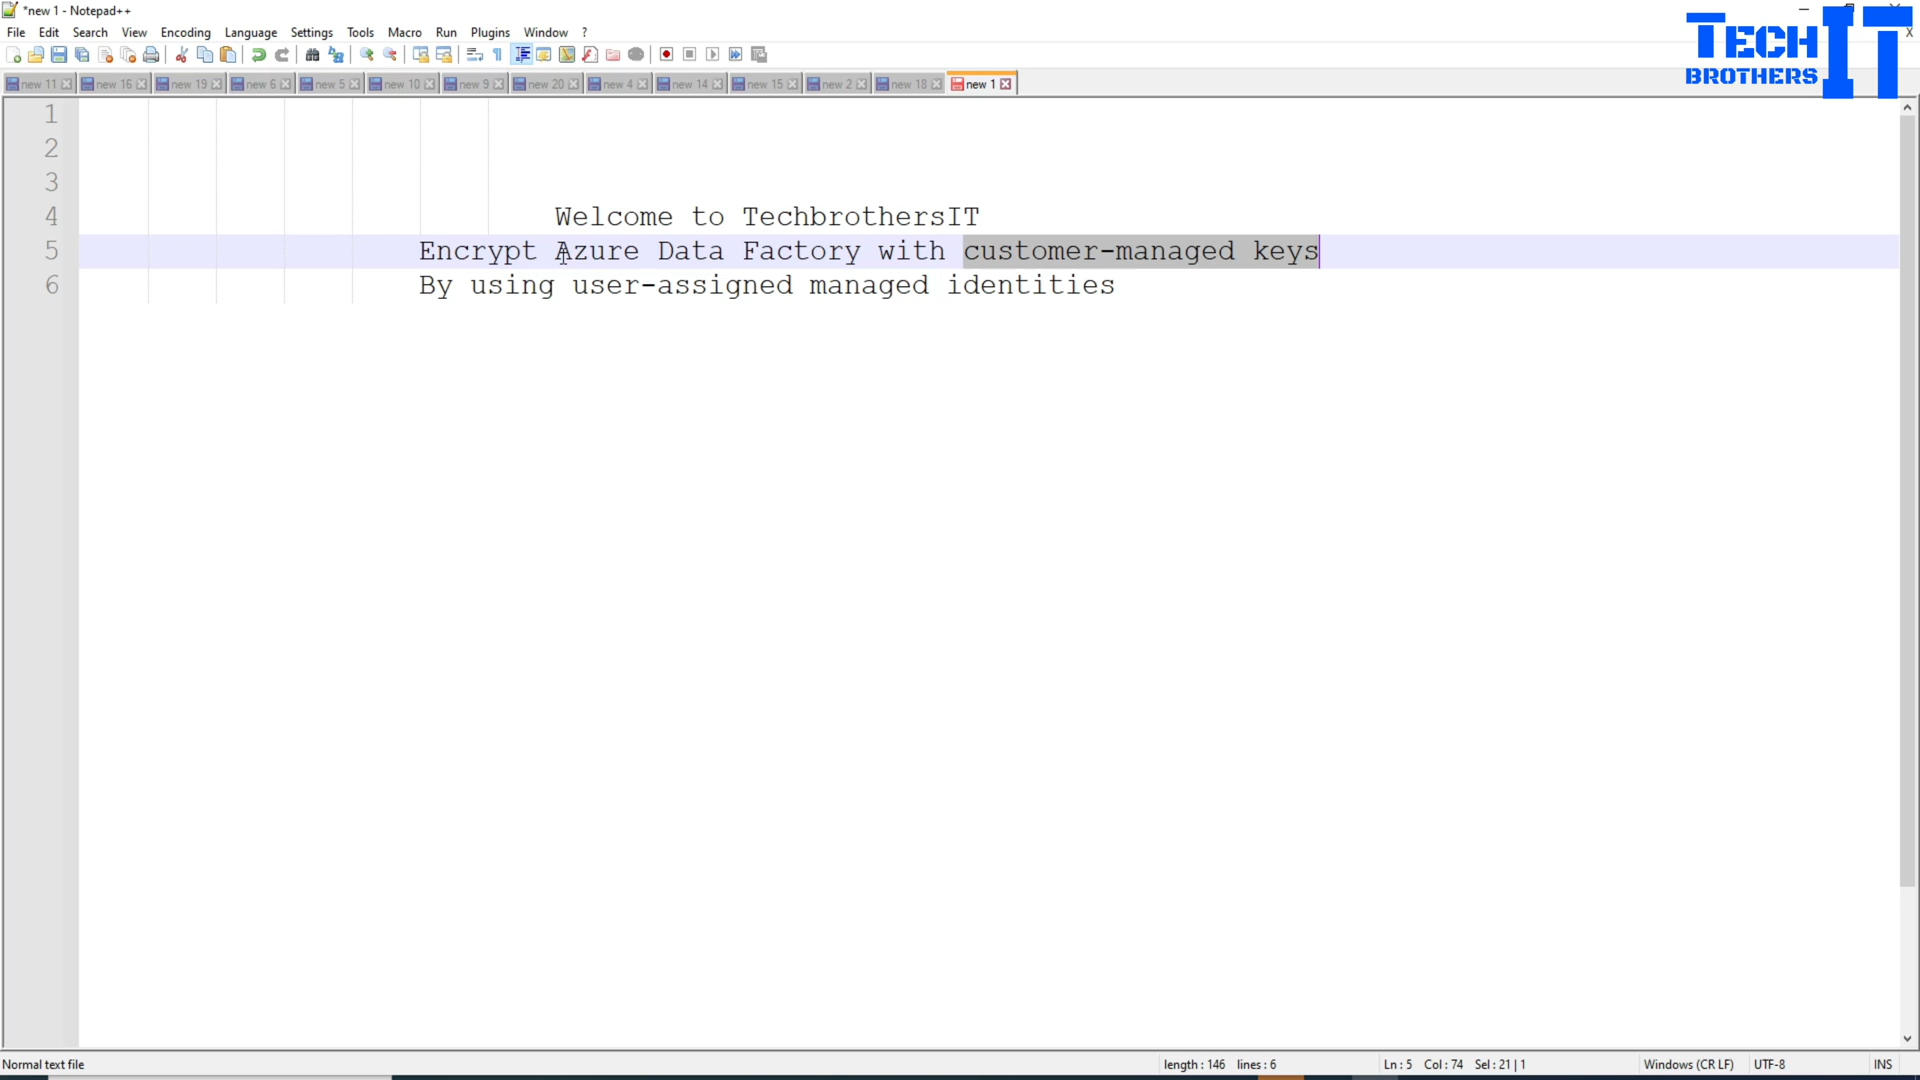 *new 1 - Notepad++
File Edit Search View Encoding Language Settings Tools Macro Run Plugins Window ?
TECH BROTHERS IT
new 11 new 16 new 19 new 6 new 5 new 10 new 9 new 20 new 4 new 14 new 15 new 2 new 18 new 1
1
2
3
4 Welcome to TechbrothersIT
5 Encrypt Azure Data Factory with customer-managed keys
6 By using user-assigned managed identities
Normal text file length : 146 lines : 6 Ln : 5 Col : 74 Sel : 21 | 1 Windows (CR LF) UTF-8 INS